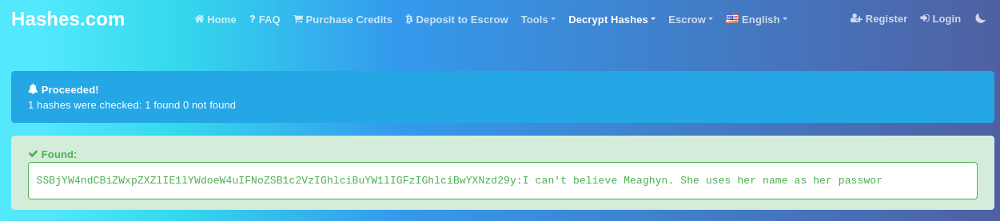 Hashes.com Home ? FAQ Purchase Credits Deposit to Escrow Tools Decrypt Hashes Escrow English Register Login
Proceeded!
1 hashes were checked: 1 found 0 not found
Found:
SSBjYW4ndCBiZWxpZXZlIE1lYWdoeW4uIFNoZSB1c2VzIGhlciBuYW1lIGFzIGhlciBwYXNzd29y:I can't believe Meaghyn. She uses her name as her passwor